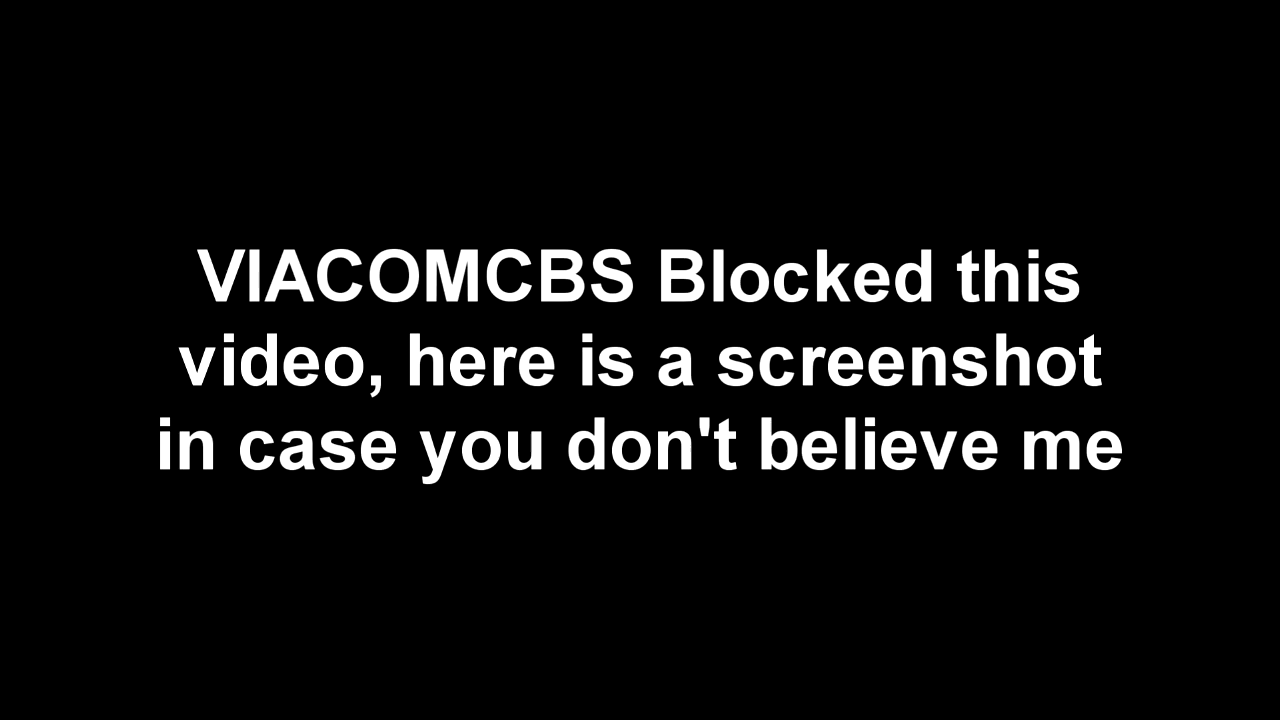 VIACOMCBS Blocked this
video, here is a screenshot
in case you don't believe me